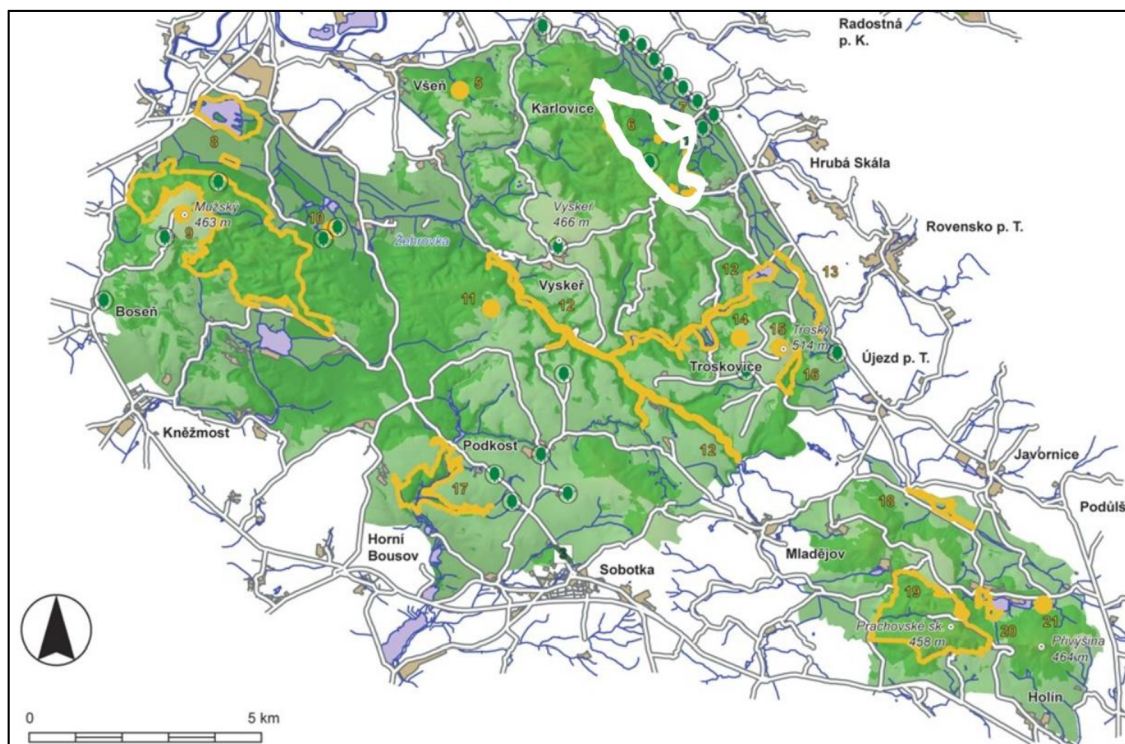 Radostná
p. K.
Všeň
5
Karlovice
7
6
8
Hrubá Skála
Mužský
463 m
9
10
Vyskeř
466 m
Žehrovka
Rovensko p. T.
12
13
Vyskeř
11
12
Boseň
14
15
Trosky
514 m
Troskovice
16
Újezd p. T.
Kněžmost
Podkost
12
Javornice
17
18
Podůlš
Horní
Bousov
Mladějov
Sobotka
19
Prachovské sk.
458 m
20
21
Přivýšina
464 m
Holín
0
5 km